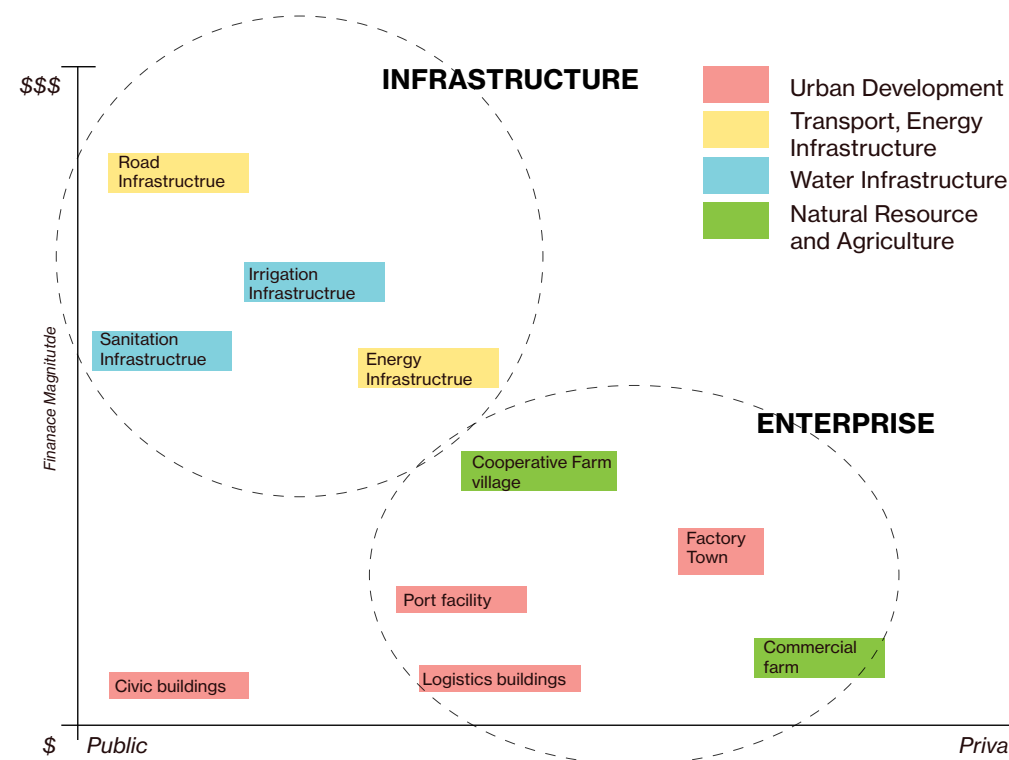 INFRASTRUCTURE
$$$
Urban Development
Transport, Energy
Infrastructure
Water Infrastructure
Natural Resource
and Agriculture
Road
Infrastructrue
Irrigation
Infrastructrue
Sanitation
Infrastructrue
Energy
Infrastructrue
Finanace Magnitutde
ENTERPRISE
Cooperative Farm
village
Factory
Town
Port facility
Commercial
farm
Logistics buildings
Civic buildings
$
Public
Priva